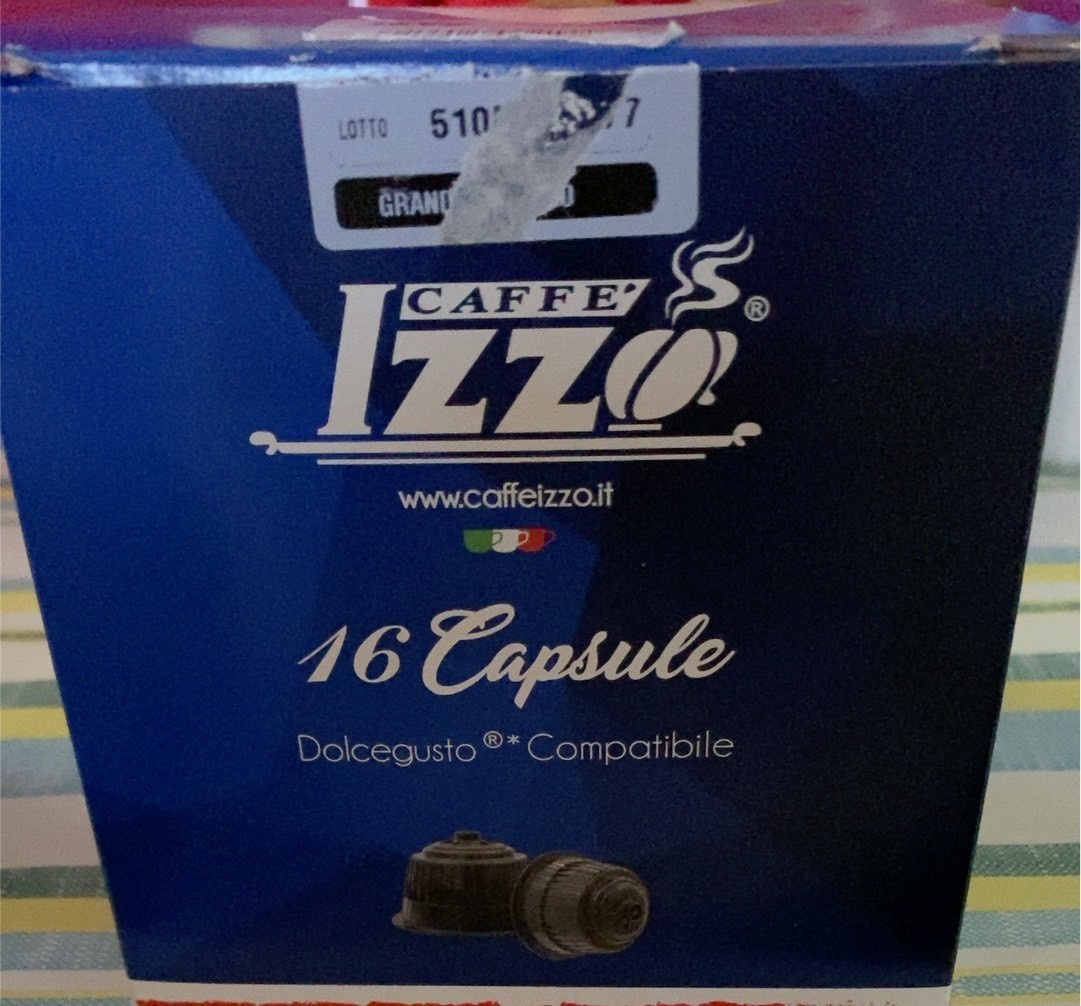 LOTTO
CAFFE'
IZZO®
www.caffeizzo.it
16 Capsule
Dolcegusto®* Compatibile